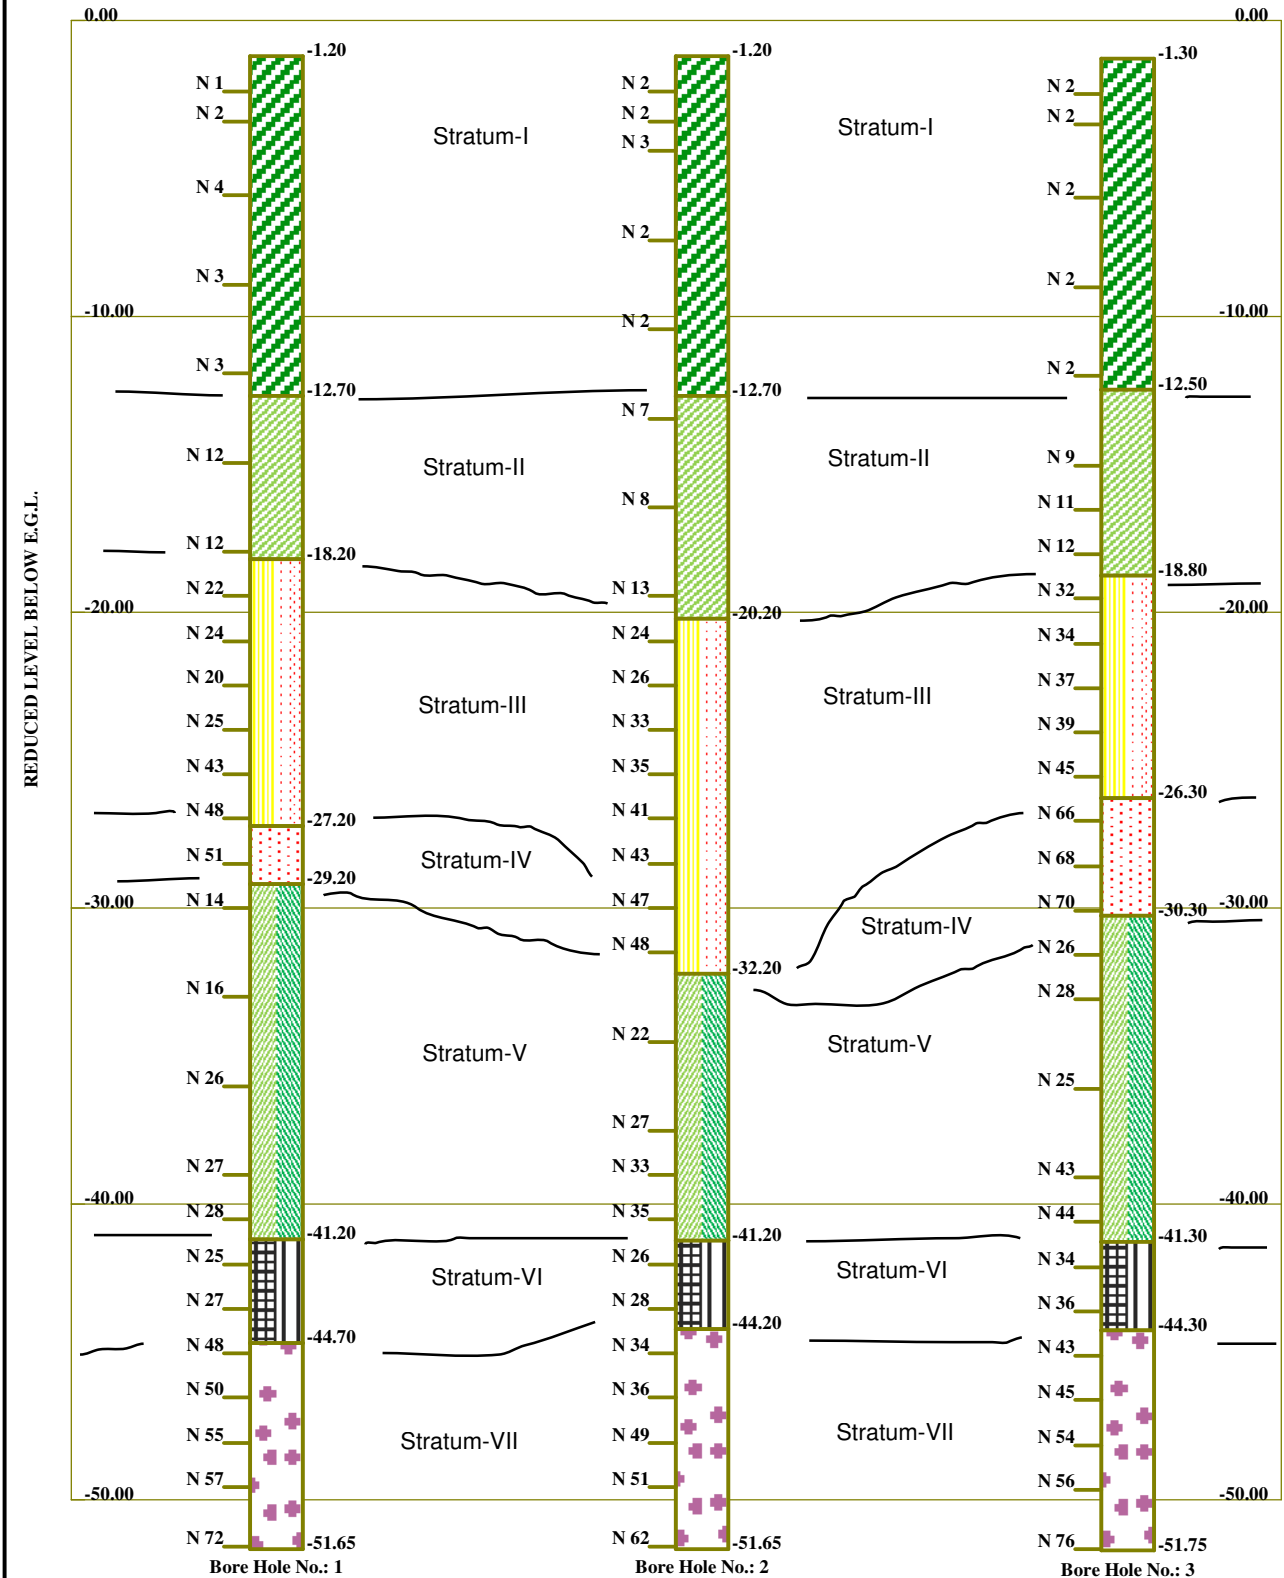 0.00 0.00
-1.20 -1.20 -1.30
N 1 N 2 N 2
N 2 N 2 N 2
Stratum-I Stratum-I
N 3
N 4 N 2
N 2
N 3 N 2
-10.00 -10.00
N 2
N 3 N 2
-12.70 -12.70 -12.50
N 7
N 12 Stratum-II Stratum-II N 9
N 8 N 11
N 12 -18.20 N 12
-18.80
N 22 N 13 N 32
-20.00 -20.20 -20.00
N 24 N 24 N 34
N 20 N 26 N 37
Stratum-III Stratum-III
N 25 N 33 N 39
N 43 N 35 N 45
-26.30
N 48 -27.20 N 41 N 66
N 51 Stratum-IV N 43 N 68
-29.20
N 14 N 47 N 70
-30.00 -30.30 -30.00
Stratum-IV
N 48 N 26
-32.20
N 16 N 28
N 22
Stratum-V Stratum-V
N 26 N 25
N 27
N 27 N 33 N 43
-40.00 -40.00
N 28 N 35 N 44
-41.20 -41.20 -41.30
N 25 N 26 N 34
Stratum-VI Stratum-VI
N 27 N 28 N 36
-44.70 -44.20 -44.30
N 48 N 34 N 43
N 50 N 36 N 45
N 55 Stratum-VII N 49 Stratum-VII N 54
N 57 N 51 N 56
-50.00 -50.00
N 72 -51.65 N 62 -51.65 N 76 -51.75
Bore Hole No.: 1 Bore Hole No.: 2 Bore Hole No.: 3
REDUCED LEVEL BELOW E.G.L.